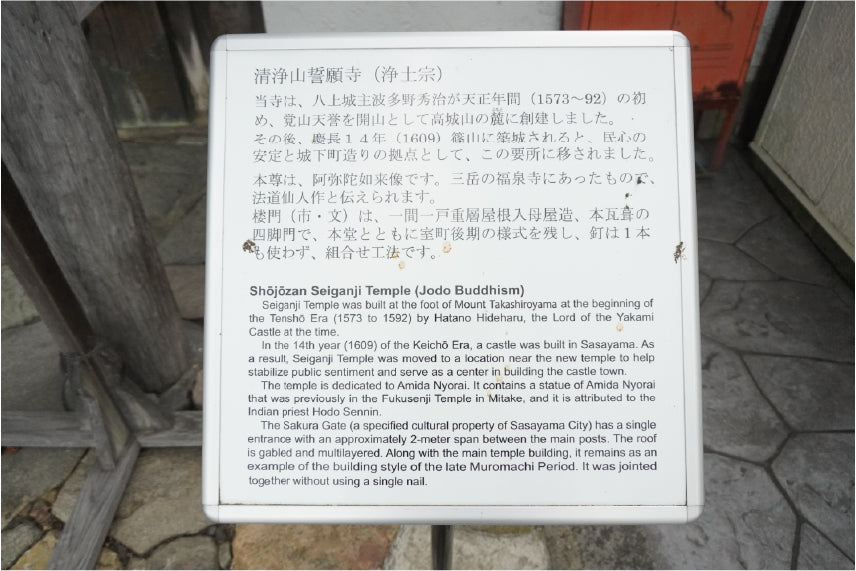 清浄山誓願寺（浄土宗）
当寺は、八上城主波多野秀治が天正年間（1573～92）の初
め、覚山天誉を開山として高城山の麓に創建しました。
その後、慶長１４年（1609）篠山に築城されると、民心の
安定と城下町造りの拠点として、この要所に移されました。
本尊は、阿弥陀如来像です。三岳の福泉寺にあったもので、
法道仙人作と伝えられます。
楼門（市・文）は、一間一戸重層屋根入母屋造、本瓦葺の
四脚門で、本堂とともに室町後期の様式を残し、釘は１本
も使わず、組合せ工法です。
Shōjōzan Seiganji Temple (Jodo Buddhism)
Seiganji Temple was built at the foot of Mount Takashiroyama at the beginning of
the Tenshō Era (1573 to 1592) by Hatano Hideharu, the Lord of the Yakami
Castle at the time.
In the 14th year (1609) of the Keichō Era, a castle was built in Sasayama. As
a result, Seiganji Temple was moved to a location near the new temple to help
stabilize public sentiment and serve as a center in building the castle town.
The temple is dedicated to Amida Nyorai. It contains a statue of Amida Nyorai
that was previously in the Fukusenji Temple in Mitake, and it is attributed to the
Indian priest Hodo Sennin.
The Sakura Gate (a specified cultural property of Sasayama City) has a single
entrance with an approximately 2-meter span between the main posts. The roof
is gabled and multilayered. Along with the main temple building, it remains as an
example of the building style of the late Muromachi Period. It was jointed
together without using a single nail.